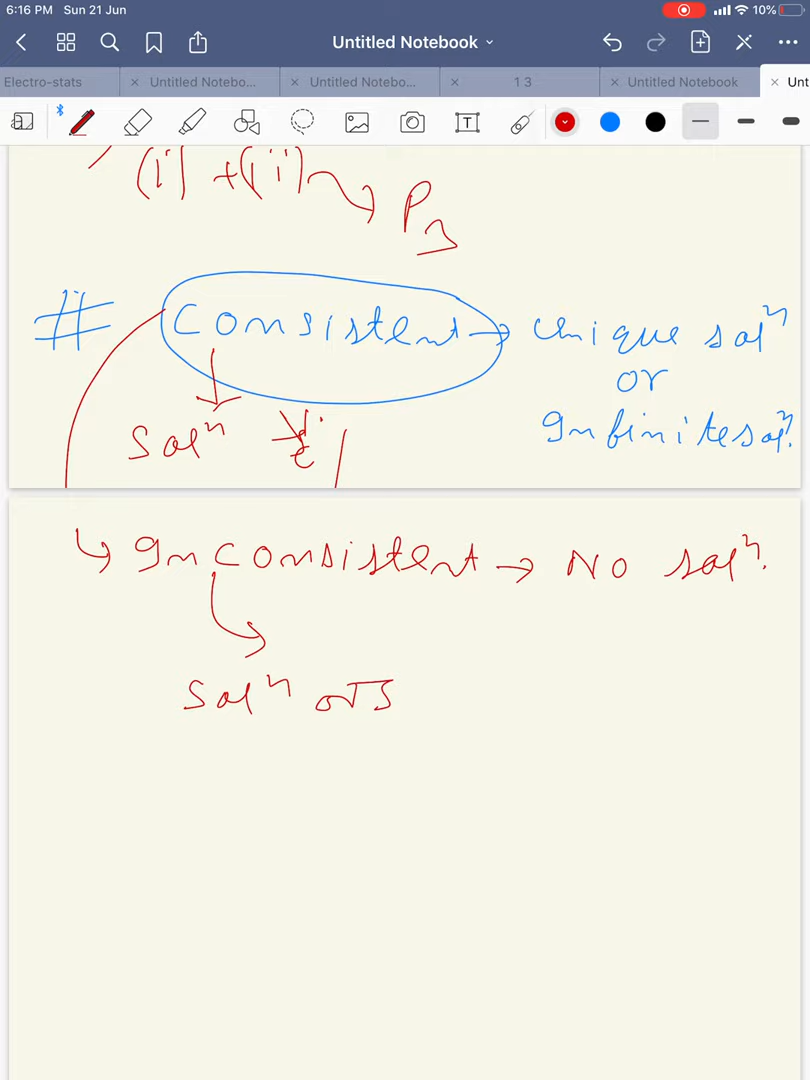 6:16 PM Sun 21 Jun 10%
Untitled Notebook
Electro-stats Untitled Notebo... Untitled Notebo... 1 3 Untitled Notebook Unt
(i) + (ii) → P3
# Consistent → Unique solⁿ
or
Infinite solⁿ.
Solⁿ
Inconsistent → No solⁿ.
Solⁿ